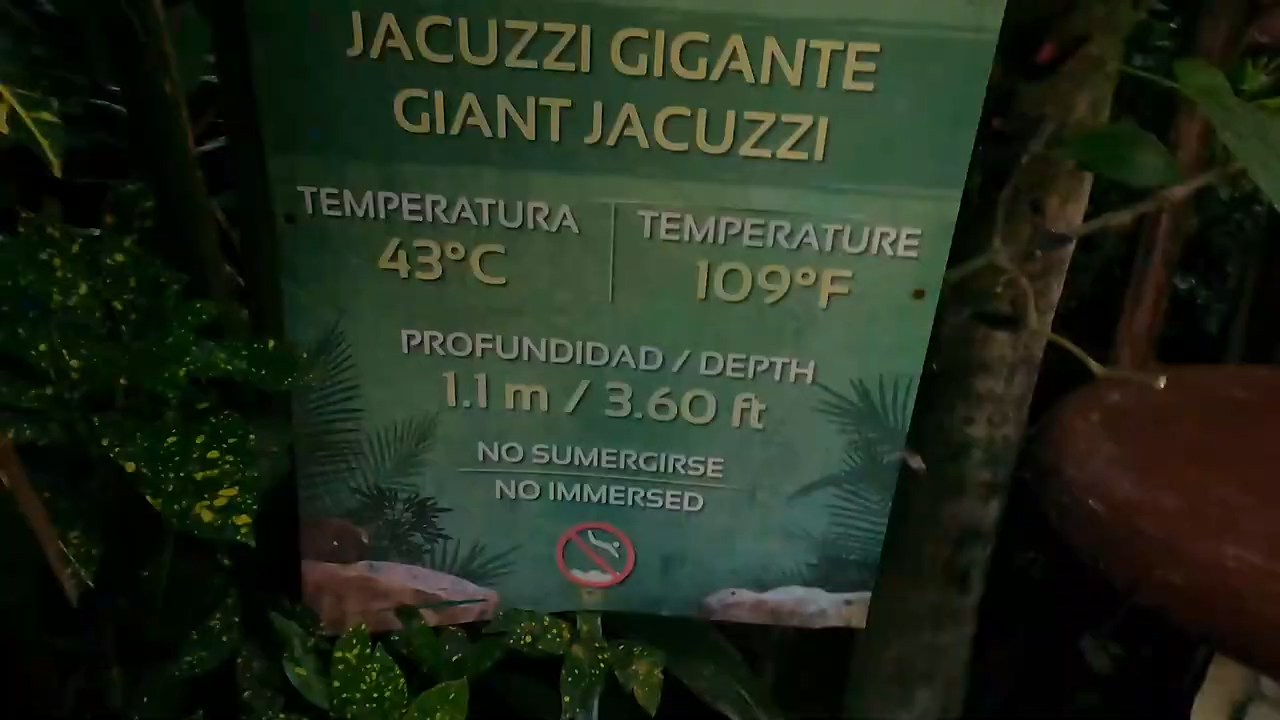 JACUZZI GIGANTE
GIANT JACUZZI
TEMPERATURA
43°C
TEMPERATURE
109°F
PROFUNDIDAD / DEPTH
1.1 m / 3.60 ft
NO SUMERGIRSE
NO IMMERSED